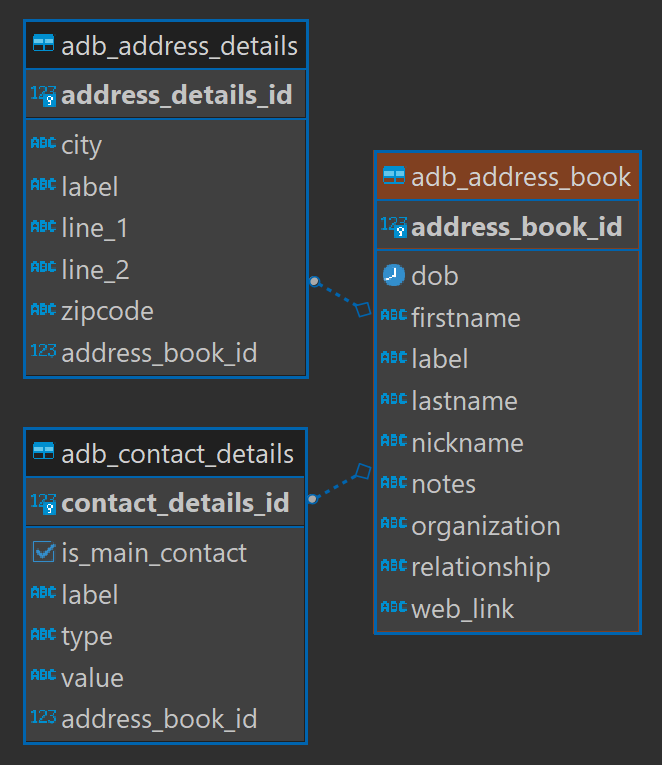 adb_address_details
123 address_details_id
ABC city
ABC label
ABC line_1
ABC line_2
ABC zipcode
123 address_book_id
adb_address_book
123 address_book_id
dob
ABC firstname
ABC label
ABC lastname
ABC nickname
ABC notes
ABC organization
ABC relationship
ABC web_link
adb_contact_details
123 contact_details_id
is_main_contact
ABC label
ABC type
ABC value
123 address_book_id